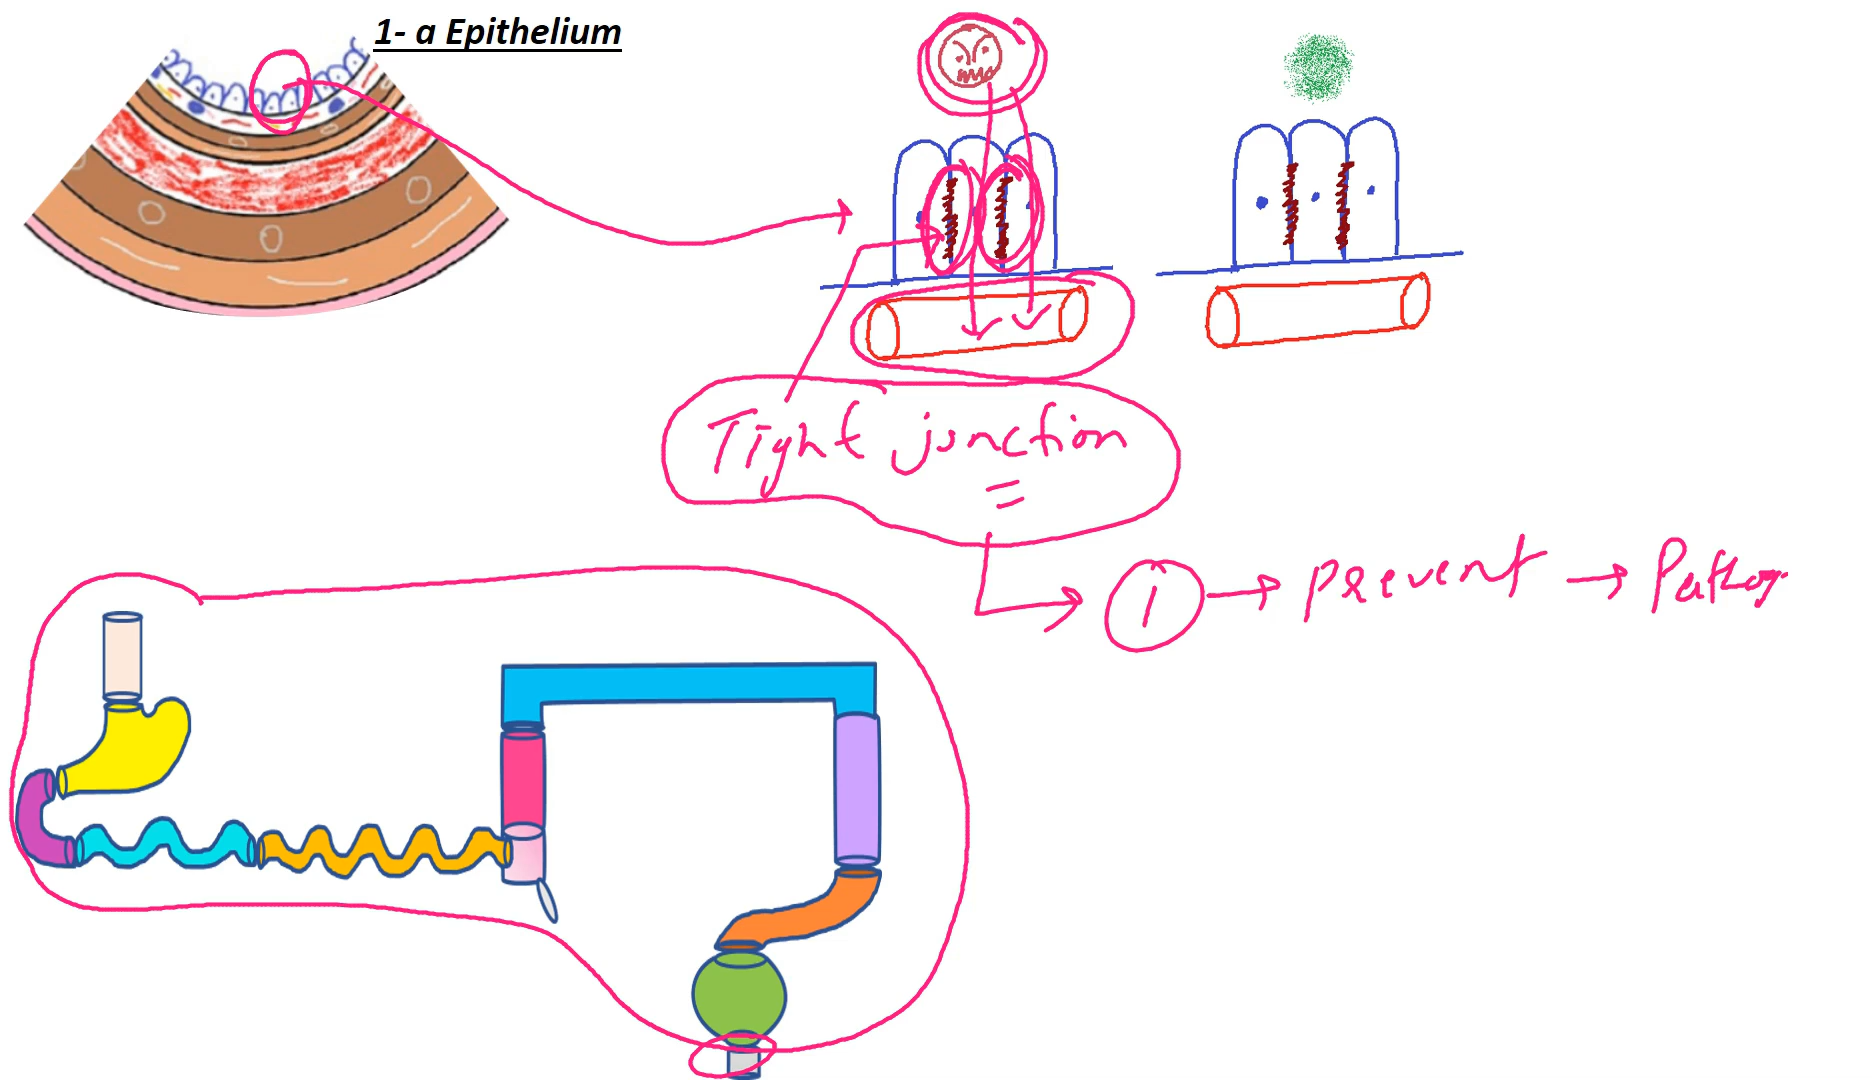 1- a Epithelium
Tight junction
1 → prevent → Pathog